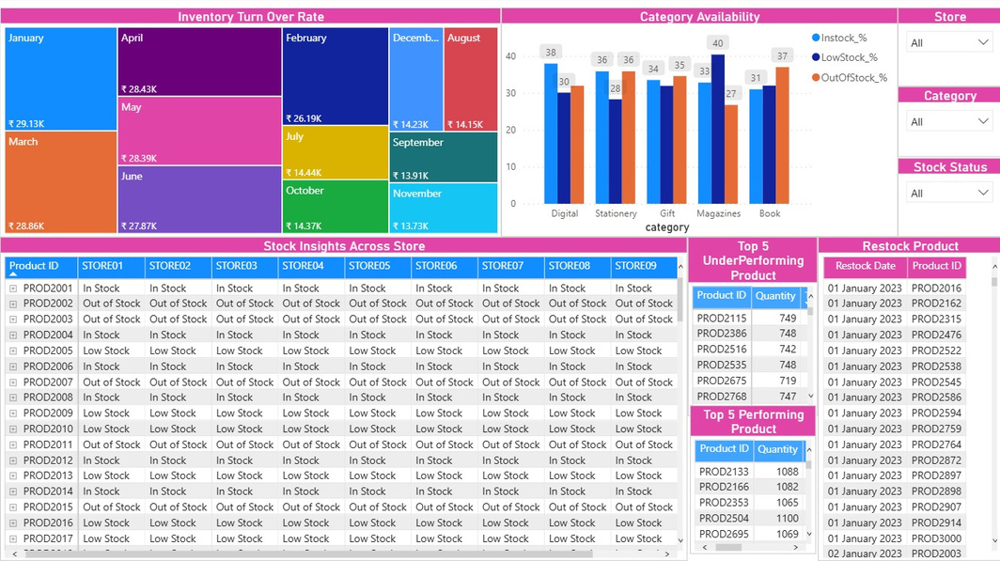 Inventory Turn Over Rate
January
₹ 29.13K
March
₹ 28.86K
April
₹ 28.43K
May
₹ 28.39K
June
₹ 27.87K
February
₹ 26.19K
July
₹ 14.44K
October
₹ 14.37K
Decemb...
₹ 14.23K
August
₹ 14.15K
September
₹ 13.91K
November
₹ 13.73K
Category Availability
Instock_%
LowStock_%
OutOfStock_%
40
30
20
10
0
38
30
36
28
36
34
35
33
40
27
31
37
Digital Stationery Gift Magazines Book
category
Store
All
Category
All
Stock Status
All
Stock Insights Across Store
Product ID STORE01 STORE02 STORE03 STORE04 STORE05 STORE06 STORE07 STORE08 STORE09
PROD2001 In Stock In Stock In Stock In Stock In Stock In Stock In Stock In Stock In Stock
PROD2002 Out of Stock Out of Stock Out of Stock Out of Stock Out of Stock Out of Stock Out of Stock Out of Stock Out of Stock
PROD2003 Out of Stock Out of Stock Out of Stock Out of Stock Out of Stock Out of Stock Out of Stock Out of Stock Out of Stock
PROD2004 In Stock In Stock In Stock In Stock In Stock In Stock In Stock In Stock In Stock
PROD2005 Low Stock Low Stock Low Stock Low Stock Low Stock Low Stock Low Stock Low Stock Low Stock
PROD2006 In Stock In Stock In Stock In Stock In Stock In Stock In Stock In Stock In Stock
PROD2007 Out of Stock Out of Stock Out of Stock Out of Stock Out of Stock Out of Stock Out of Stock Out of Stock Out of Stock
PROD2008 In Stock In Stock In Stock In Stock In Stock In Stock In Stock In Stock In Stock
PROD2009 Low Stock Low Stock Low Stock Low Stock Low Stock Low Stock Low Stock Low Stock Low Stock
PROD2010 Low Stock Low Stock Low Stock Low Stock Low Stock Low Stock Low Stock Low Stock Low Stock
PROD2011 Out of Stock Out of Stock Out of Stock Out of Stock Out of Stock Out of Stock Out of Stock Out of Stock Out of Stock
PROD2012 In Stock In Stock In Stock In Stock In Stock In Stock In Stock In Stock In Stock
PROD2013 Low Stock Low Stock Low Stock Low Stock Low Stock Low Stock Low Stock Low Stock Low Stock
PROD2014 In Stock In Stock In Stock In Stock In Stock In Stock In Stock In Stock In Stock
PROD2015 Out of Stock Out of Stock Out of Stock Out of Stock Out of Stock Out of Stock Out of Stock Out of Stock Out of Stock
PROD2016 Low Stock Low Stock Low Stock Low Stock Low Stock Low Stock Low Stock Low Stock Low Stock
PROD2017 Low Stock Low Stock Low Stock Low Stock Low Stock Low Stock Low Stock Low Stock Low Stock
Top 5
UnderPerforming
Product
Product ID Quantity
PROD2115 749
PROD2386 748
PROD2516 742
PROD2535 748
PROD2675 719
PROD2768 747
Top 5 Performing
Product
Product ID Quantity
PROD2133 1088
PROD2166 1082
PROD2353 1065
PROD2504 1100
PROD2695 1069
Restock Product
Restock Date Product ID
01 January 2023 PROD2016
01 January 2023 PROD2162
01 January 2023 PROD2315
01 January 2023 PROD2476
01 January 2023 PROD2522
01 January 2023 PROD2538
01 January 2023 PROD2545
01 January 2023 PROD2586
01 January 2023 PROD2594
01 January 2023 PROD2759
01 January 2023 PROD2764
01 January 2023 PROD2872
01 January 2023 PROD2897
01 January 2023 PROD2898
01 January 2023 PROD2907
01 January 2023 PROD2914
01 January 2023 PROD3000
02 January 2023 PROD2003